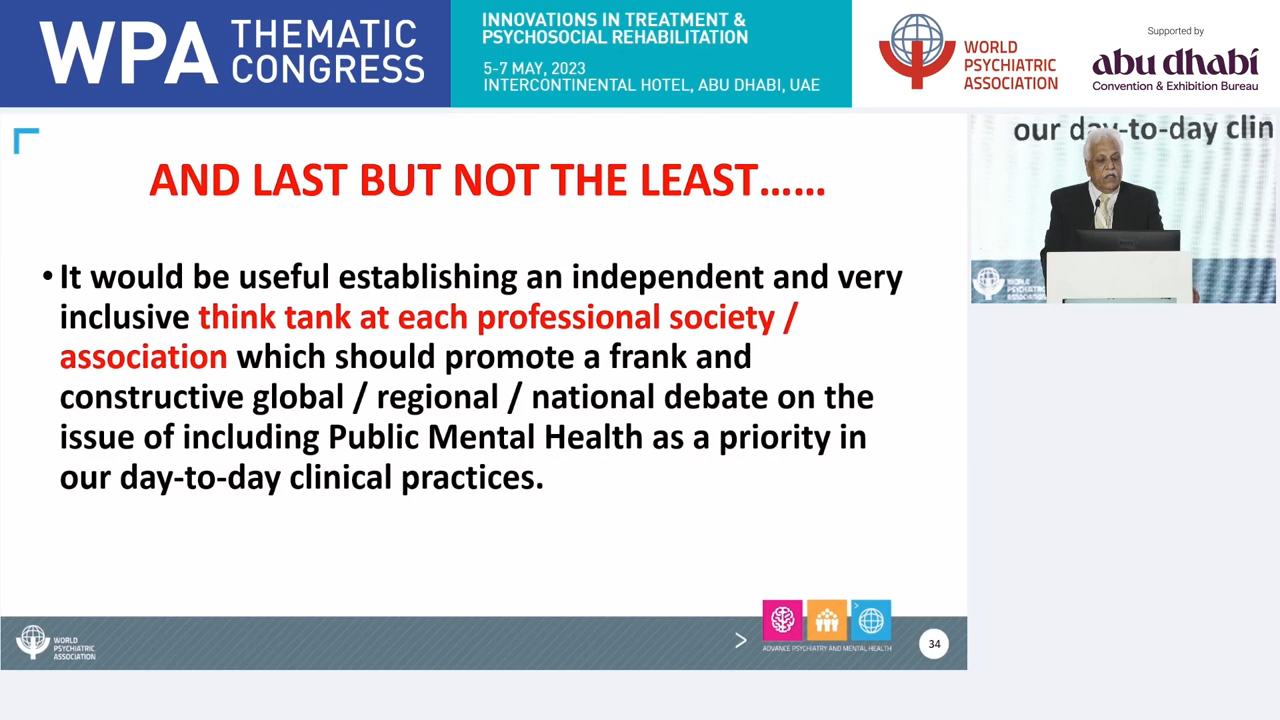 WPA THEMATIC
CONGRESS
INNOVATIONS IN TREATMENT &
PSYCHOSOCIAL REHABILITATION
5-7 MAY, 2023
INTERCONTINENTAL HOTEL, ABU DHABI, UAE
WORLD
PSYCHIATRIC
ASSOCIATION
Supported by
abu dhabi
Convention & Exhibition Bureau
AND LAST BUT NOT THE LEAST......
• It would be useful establishing an independent and very
inclusive think tank at each professional society /
association which should promote a frank and
constructive global / regional / national debate on the
issue of including Public Mental Health as a priority in
our day-to-day clinical practices.
our day-to-day clin
WORLD
PSYCHIATRIC
ASSOCIATION
WORLD
PSYCHIATRIC
ASSOCIATION
>
ADVANCE PSYCHIATRY AND MENTAL HEALTH
34